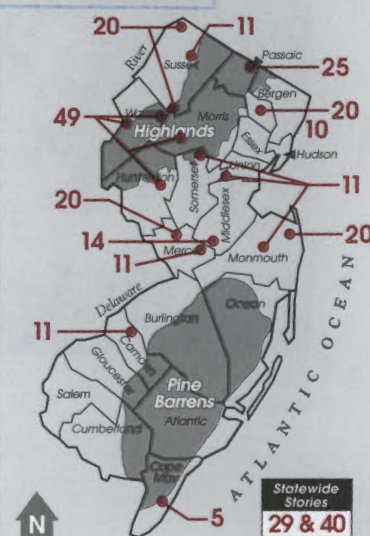 20
11
River
Sussex
Passaic
25
Bergen
20
49
Morris
10
Highlands
Essex
Hudson
Union
Hunterdon
Somerset
11
20
Middlesex
20
14
Mercer
Monmouth
11
Delaware
Ocean
11
Burlington
Camden
Gloucester
Salem
Pine
Barrens
Atlantic
Cumberland
ATLANTIC OCEAN
Cape
May
Statewide
Stories
29 & 40
5
N